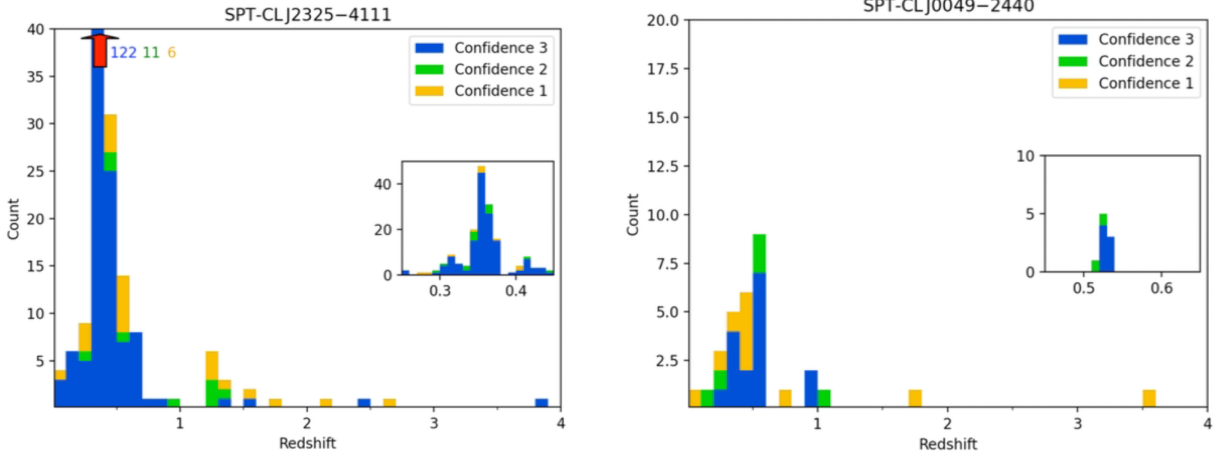 SPT-CLJ2325−4111
40
35
30
25
20
15
10
5
Count
122 11 6
Confidence 3
Confidence 2
Confidence 1
40
20
0
0.3 0.4
1 2 3 4
Redshift
SPT-CLJ0049−2440
20.0
17.5
15.0
12.5
10.0
7.5
5.0
2.5
Count
Confidence 3
Confidence 2
Confidence 1
10
5
0
0.5 0.6
1 2 3 4
Redshift